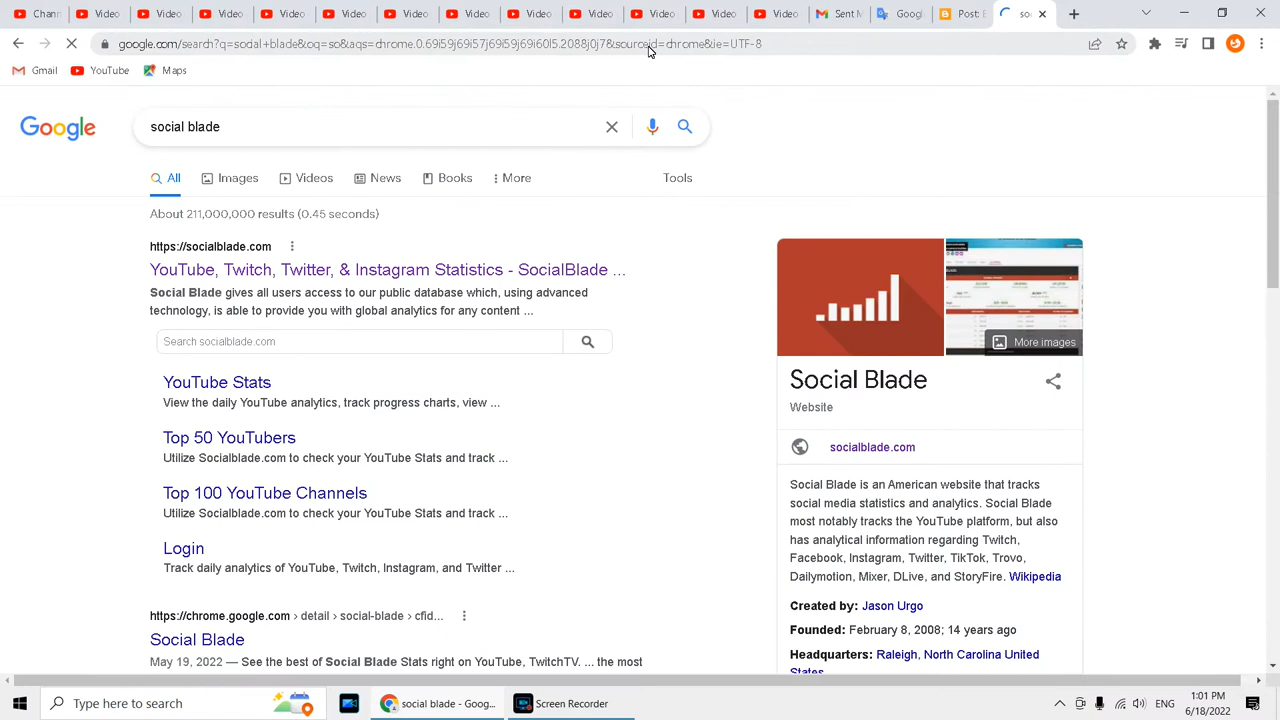 Chann
Video
Video
Video
Video
Video
Video
Video
Video
Video
Video
Video
Video
Sent M
Googl
Post: E
so
google.com/search?q=social+blade&oq=so&aqs=chrome.0.69i59j69i57j69i59j69i60l5.2088j0j7&sourceid=chrome&ie=UTF-8
Gmail
YouTube
Maps
Google
social blade
All
Images
Videos
News
Books
More
Tools
About 211,000,000 results (0.45 seconds)
https://socialblade.com
YouTube, Twitch, Twitter, & Instagram Statistics - SocialBlade ...
Social Blade gives all users access to our public database which, using advanced
technology, is able to provide you with global analytics for any content ...
Search socialblade.com
YouTube Stats
View the daily YouTube analytics, track progress charts, view ...
Top 50 YouTubers
Utilize Socialblade.com to check your YouTube Stats and track ...
Top 100 YouTube Channels
Utilize Socialblade.com to check your YouTube Stats and track ...
Login
Track daily analytics of YouTube, Twitch, Instagram, and Twitter ...
https://chrome.google.com › detail › social-blade › cfid...
Social Blade
May 19, 2022 — See the best of Social Blade Stats right on YouTube, TwitchTV. ... the most
More images
Social Blade
Website
socialblade.com
Social Blade is an American website that tracks
social media statistics and analytics. Social Blade
most notably tracks the YouTube platform, but also
has analytical information regarding Twitch,
Facebook, Instagram, Twitter, TikTok, Trovo,
Dailymotion, Mixer, DLive, and StoryFire. Wikipedia
Created by: Jason Urgo
Founded: February 8, 2008; 14 years ago
Headquarters: Raleigh, North Carolina United
States
Type here to search
social blade - Goog...
Screen Recorder
ENG
1:01 PM
6/18/2022